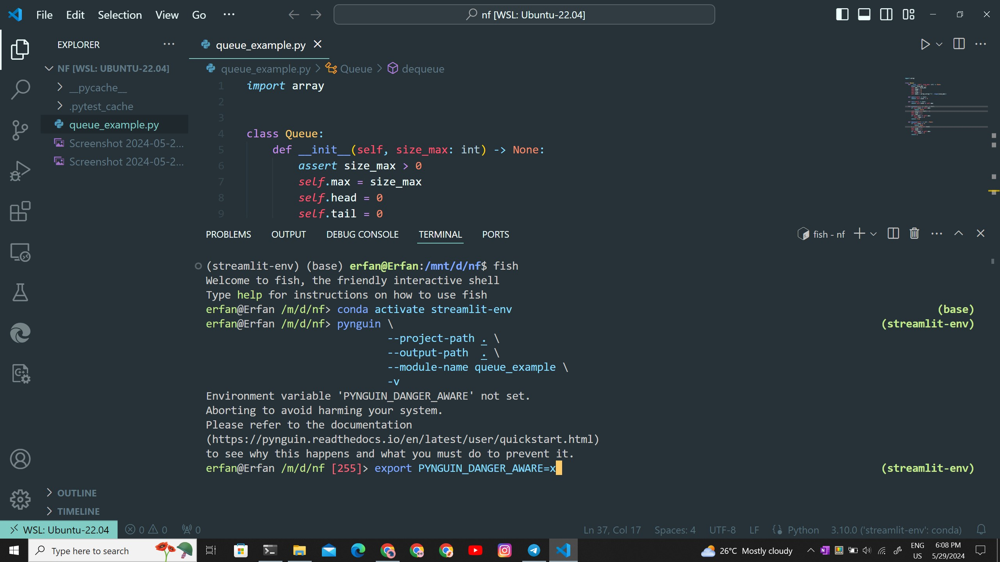 File Edit Selection View Go ··· nf [WSL: Ubuntu-22.04]
EXPLORER ···
NF [WSL: UBUNTU-22.04]
__pycache__
.pytest_cache
queue_example.py
Screenshot 2024-05-2...
Screenshot 2024-05-2...
OUTLINE
TIMELINE
queue_example.py
queue_example.py > Queue > dequeue
1 import array
2
3
4 class Queue:
5 def __init__(self, size_max: int) -> None:
6 assert size_max > 0
7 self.max = size_max
8 self.head = 0
9 self.tail = 0
PROBLEMS OUTPUT DEBUG CONSOLE TERMINAL PORTS fish - nf
(streamlit-env) (base) erfan@Erfan:/mnt/d/nf$ fish
Welcome to fish, the friendly interactive shell
Type help for instructions on how to use fish
erfan@Erfan /m/d/nf> conda activate streamlit-env (base)
erfan@Erfan /m/d/nf> pynguin \ (streamlit-env)
--project-path . \
--output-path . \
--module-name queue_example \
-v
Environment variable 'PYNGUIN_DANGER_AWARE' not set.
Aborting to avoid harming your system.
Please refer to the documentation
(https://pynguin.readthedocs.io/en/latest/user/quickstart.html)
to see why this happens and what you must do to prevent it.
erfan@Erfan /m/d/nf [255]> export PYNGUIN_DANGER_AWARE=x (streamlit-env)
WSL: Ubuntu-22.04 0 0 0 Ln 37, Col 17 Spaces: 4 UTF-8 LF Python 3.10.0 ('streamlit-env': conda)
Type here to search 26°C Mostly cloudy ENG US 6:08 PM 5/29/2024